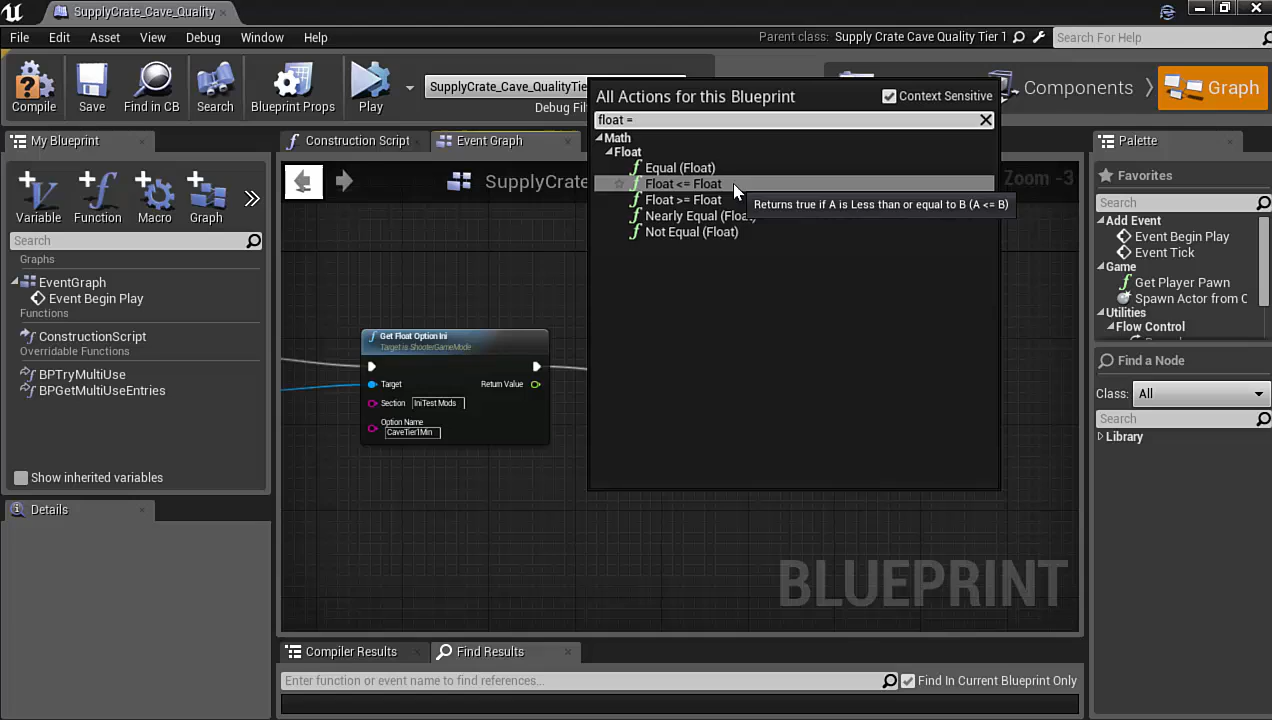 SupplyCrate_Cave_Quality
File Edit Asset View Debug Window Help
Parent class: Supply Crate Cave Quality Tier 1
Search For Help
Compile
Save
Find in CB
Search
Blueprint Props
Play
SupplyCrate_Cave_QualityTie
Debug Fil
Components
Graph
All Actions for this Blueprint
Context Sensitive
float =
Math
Float
Equal (Float)
Float <= Float
Float >= Float
Nearly Equal (Float)
Not Equal (Float)
Returns true if A is Less than or equal to B (A <= B)
My Blueprint
Variable
Function
Macro
Graph
Search
Graphs
EventGraph
Event Begin Play
Functions
ConstructionScript
Overridable Functions
BPTryMultiUse
BPGetMultiUseEntries
Show inherited variables
Details
Construction Script
Event Graph
SupplyCrate
Zoom -3
Get Float Option Ini
Target is ShooterGameMode
Target
Return Value
Section
IniTest Mods
Option Name
CaveTier1Min
BLUEPRINT
Compiler Results
Find Results
Enter function or event name to find references...
Find In Current Blueprint Only
Palette
Favorites
Search
Add Event
Event Begin Play
Event Tick
Game
Get Player Pawn
Spawn Actor from C
Utilities
Flow Control
Find a Node
Class: All
Search
Library